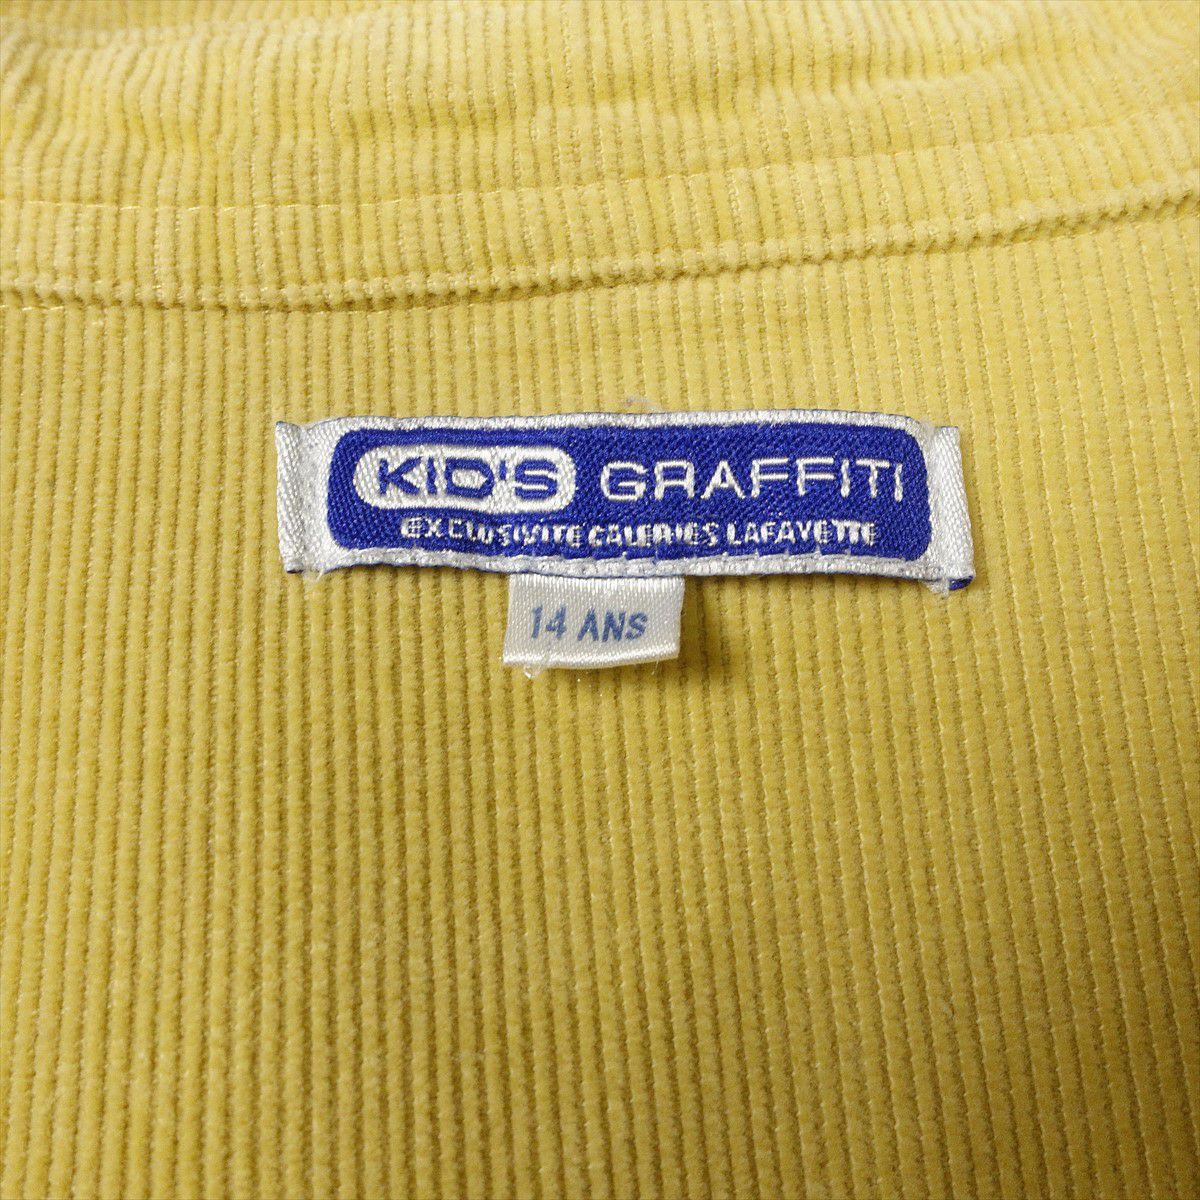 KID'S GRAFFITI
EXCLUSIVITE GALERIES LAFAYETTE
14 ANS